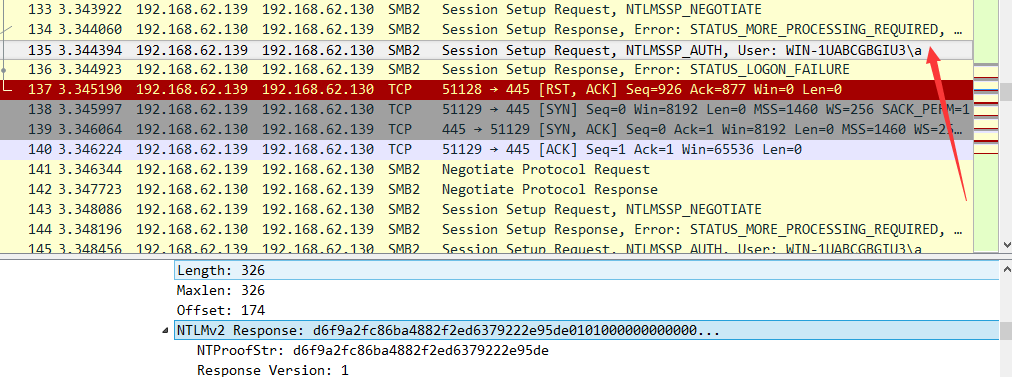 133 3.343922 192.168.62.139 192.168.62.130 SMB2 Session Setup Request, NTLMSSP_NEGOTIATE
134 3.344060 192.168.62.130 192.168.62.139 SMB2 Session Setup Response, Error: STATUS_MORE_PROCESSING_REQUIRED, …
135 3.344394 192.168.62.139 192.168.62.130 SMB2 Session Setup Request, NTLMSSP_AUTH, User: WIN-1UABCGBGIU3\a
136 3.344923 192.168.62.130 192.168.62.139 SMB2 Session Setup Response, Error: STATUS_LOGON_FAILURE
137 3.345190 192.168.62.139 192.168.62.130 TCP 51128 → 445 [RST, ACK] Seq=926 Ack=877 Win=0 Len=0
138 3.345997 192.168.62.139 192.168.62.130 TCP 51129 → 445 [SYN] Seq=0 Win=8192 Len=0 MSS=1460 WS=256 SACK_PERM=1
139 3.346064 192.168.62.130 192.168.62.139 TCP 445 → 51129 [SYN, ACK] Seq=0 Ack=1 Win=8192 Len=0 MSS=1460 WS=25…
140 3.346224 192.168.62.139 192.168.62.130 TCP 51129 → 445 [ACK] Seq=1 Ack=1 Win=65536 Len=0
141 3.346344 192.168.62.139 192.168.62.130 SMB2 Negotiate Protocol Request
142 3.347723 192.168.62.130 192.168.62.139 SMB2 Negotiate Protocol Response
143 3.348086 192.168.62.139 192.168.62.130 SMB2 Session Setup Request, NTLMSSP_NEGOTIATE
144 3.348196 192.168.62.130 192.168.62.139 SMB2 Session Setup Response, Error: STATUS_MORE_PROCESSING_REQUIRED, …
145 3.348456 192.168.62.139 192.168.62.130 SMB2 Session Setup Request, NTLMSSP_AUTH, User: WIN-1UABCGBGIU3\a
Length: 326
Maxlen: 326
Offset: 174
NTLMv2 Response: d6f9a2fc86ba4882f2ed6379222e95de0101000000000000...
NTProofStr: d6f9a2fc86ba4882f2ed6379222e95de
Response Version: 1